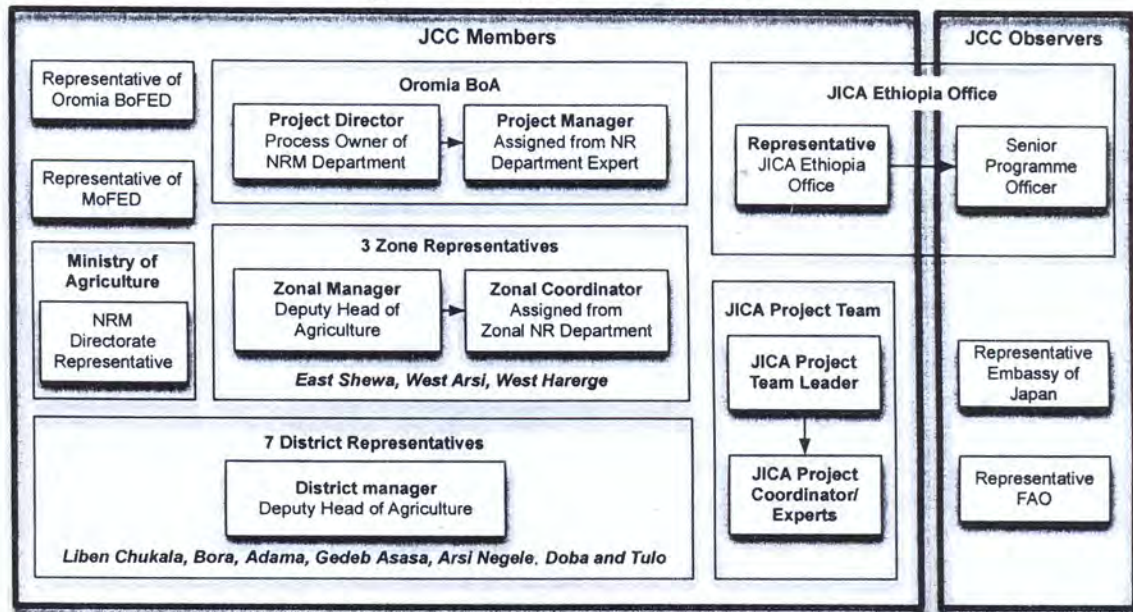 JCC Members
Representative of
Oromia BoFED
Representative of
MoFED
Ministry of
Agriculture
NRM
Directorate
Representative
Oromia BoA
Project Director
Process Owner of
NRM Department
Project Manager
Assigned from NR
Department Expert
3 Zone Representatives
Zonal Manager
Deputy Head of
Agriculture
Zonal Coordinator
Assigned from
Zonal NR Department
East Shewa, West Arsi, West Harerge
7 District Representatives
District manager
Deputy Head of Agriculture
Liben Chukala, Bora, Adama, Gedeb Asasa, Arsi Negele, Doba and Tulo
JICA Ethiopia Office
Representative
JICA Ethiopia
Office
JICA Project Team
JICA Project
Team Leader
JICA Project
Coordinator/
Experts
JCC Observers
Senior
Programme
Officer
Representative
Embassy of
Japan
Representative
FAO